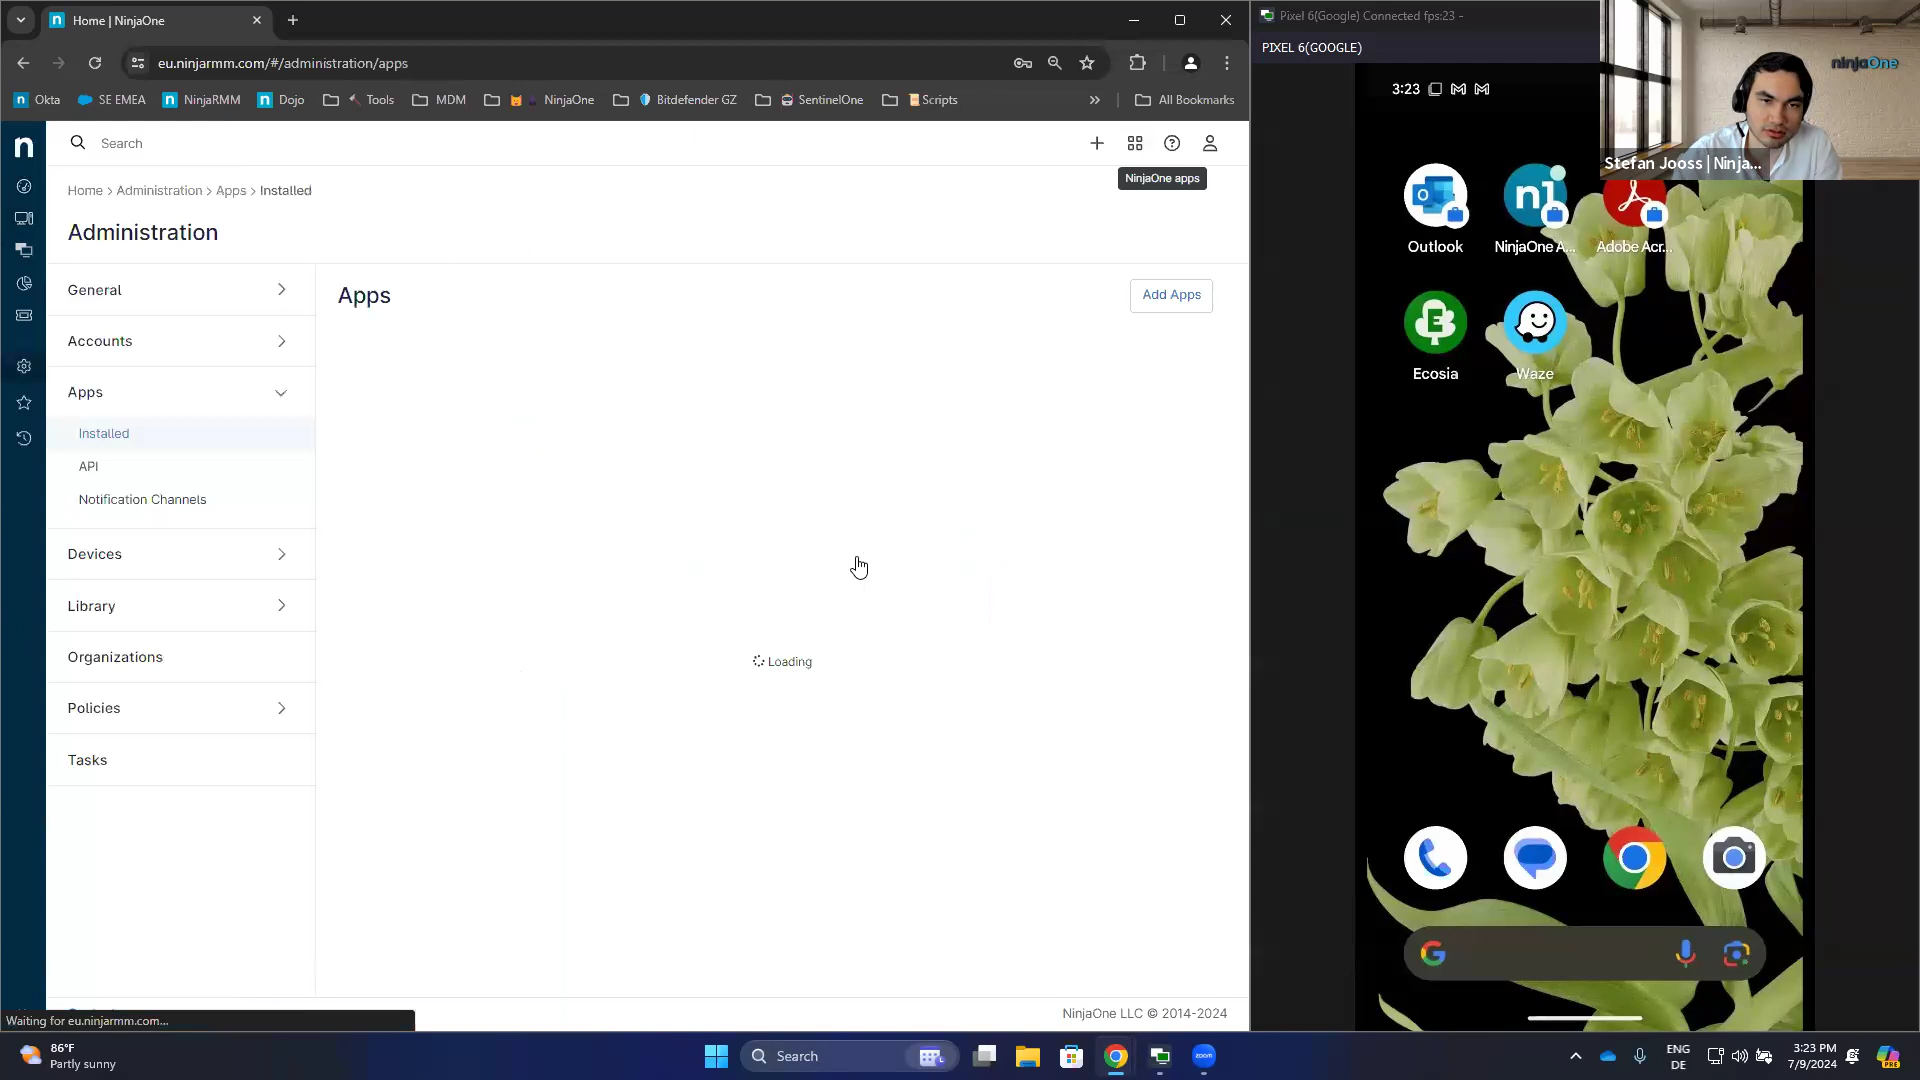 Home | NinjaOne
eu.ninjarmm.com/#/administration/apps
Okta
SE EMEA
NinjaRMM
Dojo
Tools
MDM
NinjaOne
Bitdefender GZ
SentinelOne
Scripts
All Bookmarks
Search
NinjaOne apps
Home > Administration > Apps > Installed
Administration
General
Accounts
Apps
Installed
API
Notification Channels
Devices
Library
Organizations
Policies
Tasks
Apps
Add Apps
Loading
NinjaOne LLC © 2014-2024
Waiting for eu.ninjarmm.com...
Pixel 6(Google) Connected fps:23 -
PIXEL 6(GOOGLE)
ninjaOne
Stefan Jooss | Ninja...
3:23
Outlook
NinjaOne A...
Adobe Acr...
Ecosia
Waze
86°F
Partly sunny
Search
zoom
ENG
DE
3:23 PM
7/9/2024
PRE